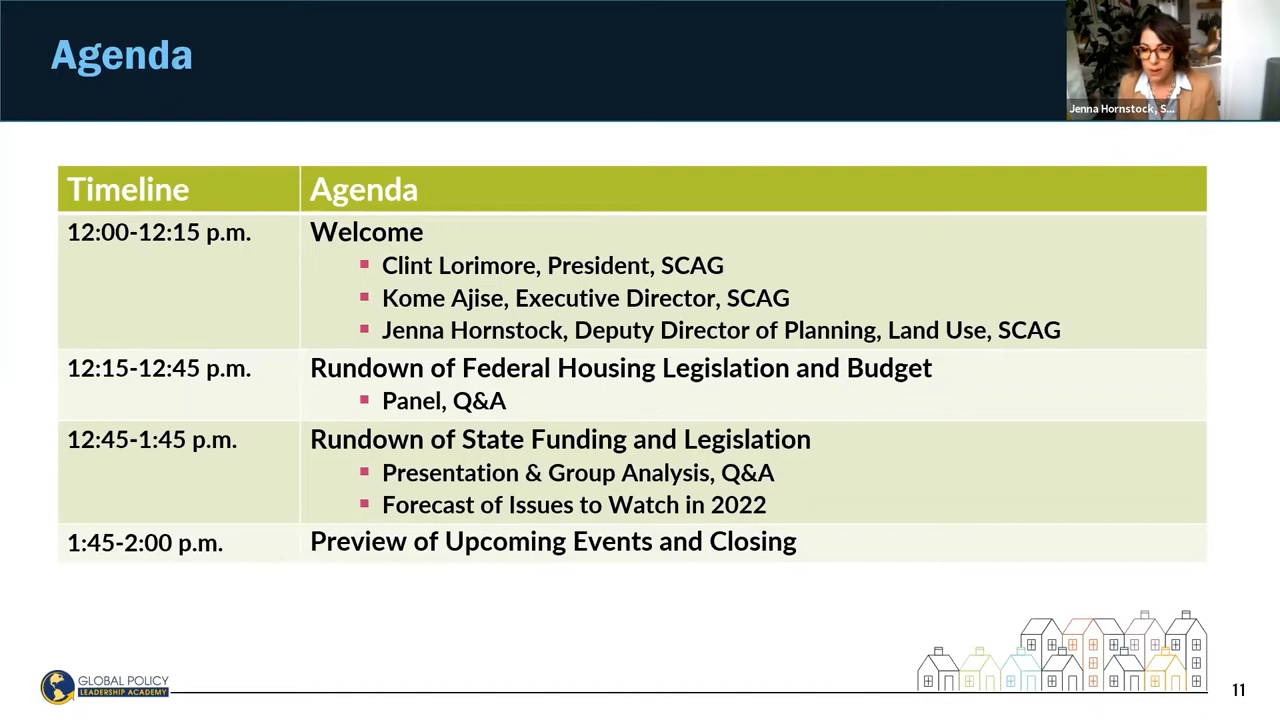 Agenda
Jenna Hornstock, S...
Timeline Agenda
12:00-12:15 p.m. Welcome
Clint Lorimore, President, SCAG
Kome Ajise, Executive Director, SCAG
Jenna Hornstock, Deputy Director of Planning, Land Use, SCAG
12:15-12:45 p.m. Rundown of Federal Housing Legislation and Budget
Panel, Q&A
12:45-1:45 p.m. Rundown of State Funding and Legislation
Presentation & Group Analysis, Q&A
Forecast of Issues to Watch in 2022
1:45-2:00 p.m. Preview of Upcoming Events and Closing
GLOBAL POLICY
LEADERSHIP ACADEMY
11